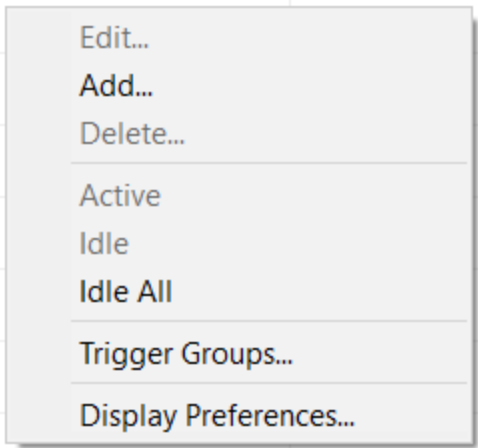 Edit...
Add...
Delete...
Active
Idle
Idle All
Trigger Groups...
Display Preferences...